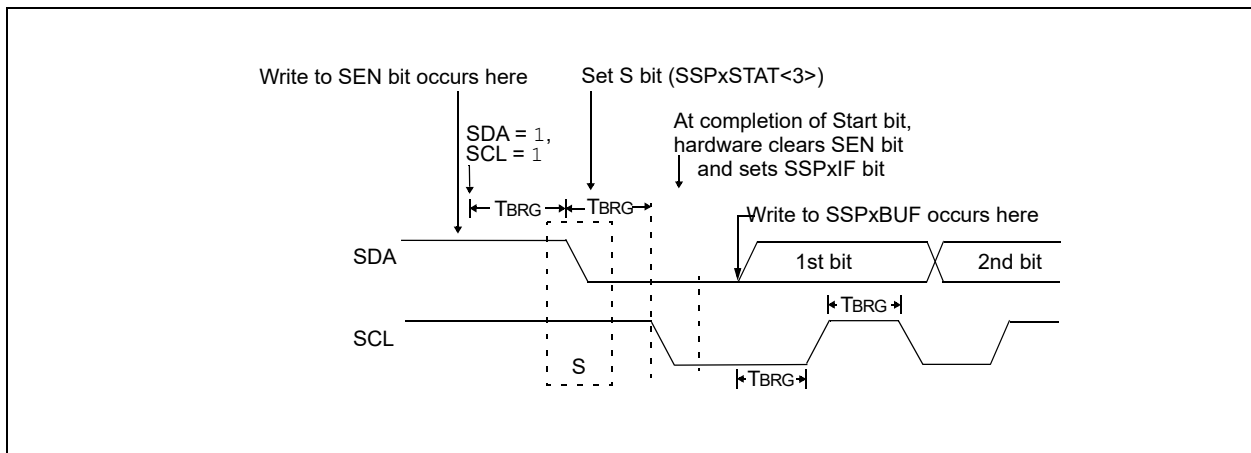 Write to SEN bit occurs here
Set S bit (SSPxSTAT<3>)
SDA = 1,
SCL = 1
At completion of Start bit,
hardware clears SEN bit
and sets SSPxIF bit
TBRG
TBRG
Write to SSPxBUF occurs here
SDA
1st bit
2nd bit
TBRG
SCL
S
TBRG